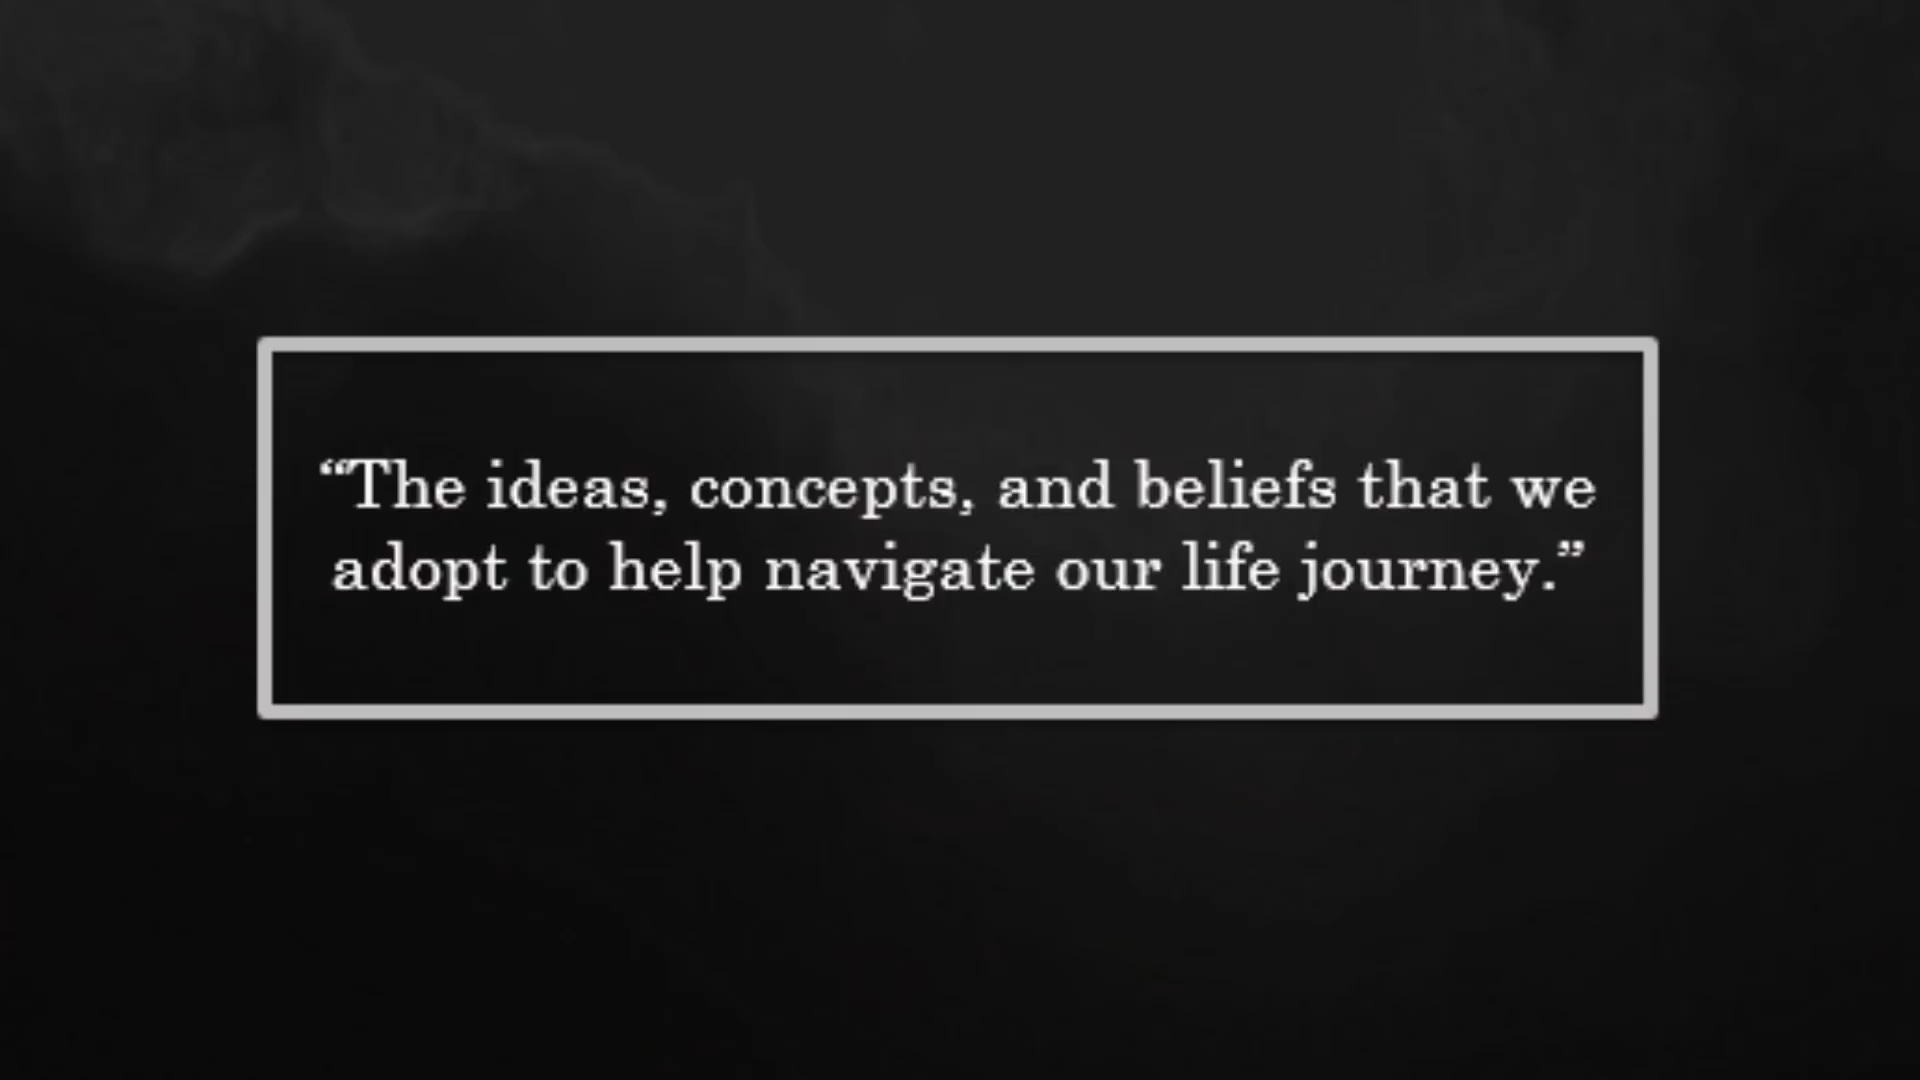 “The ideas, concepts, and beliefs that we
adopt to help navigate our life journey.”